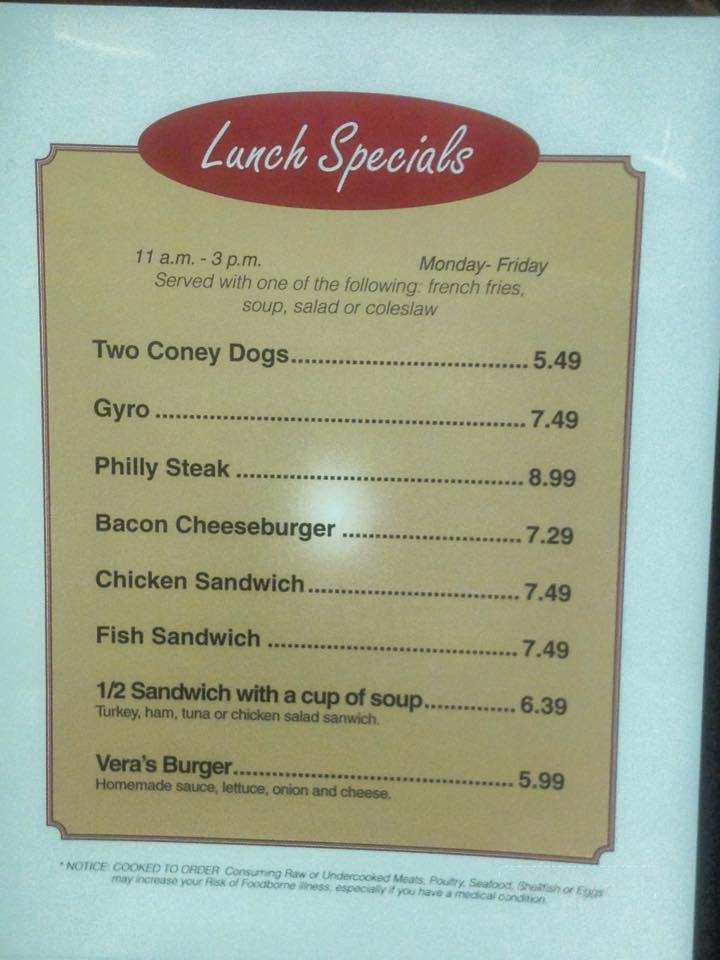 Lunch Specials
11 a.m. - 3 p.m. Monday- Friday
Served with one of the following: french fries,
soup, salad or coleslaw
Two Coney Dogs.................................. 5.49
Gyro ..................................................... 7.49
Philly Steak ......................................... 8.99
Bacon Cheeseburger .......................... 7.29
Chicken Sandwich.............................. 7.49
Fish Sandwich .................................... 7.49
1/2 Sandwich with a cup of soup............. 6.39
Turkey, ham, tuna or chicken salad sanwich.
Vera's Burger........................................ 5.99
Homemade sauce, lettuce, onion and cheese.
* NOTICE: COOKED TO ORDER Consuming Raw or Undercooked Meats, Poultry, Seafood, Shellfish or Eggs
may increase your Risk of Foodborne illness, especially if you have a medical condition.